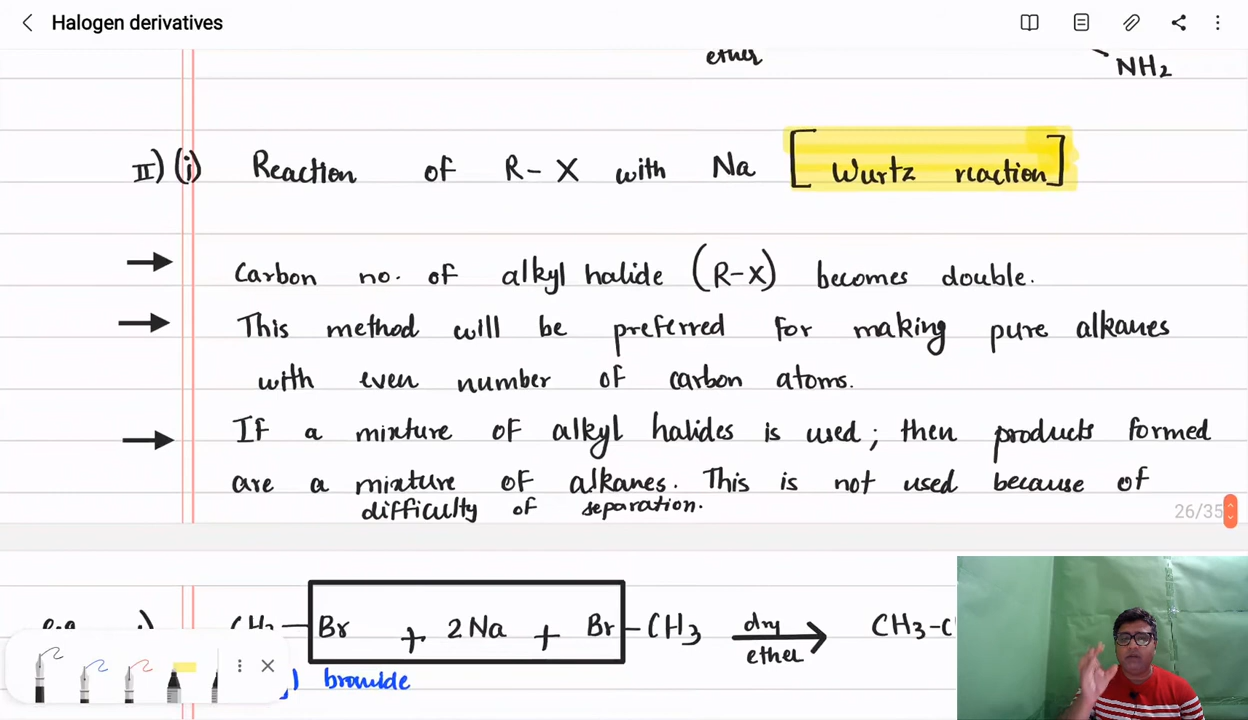 Halogen derivatives
ether
NH2
II) (i) Reaction of R-X with Na [Wurtz reaction]
→ Carbon no. of alkyl halide (R-X) becomes double.
→ This method will be preferred for making pure alkanes
with even number of carbon atoms.
→ If a mixture of alkyl halides is used; then products formed
are a mixture of alkanes. This is not used because of
difficulty of separation.
26/35
Br + 2Na + Br-CH3 dry ether → CH3-C
bromide